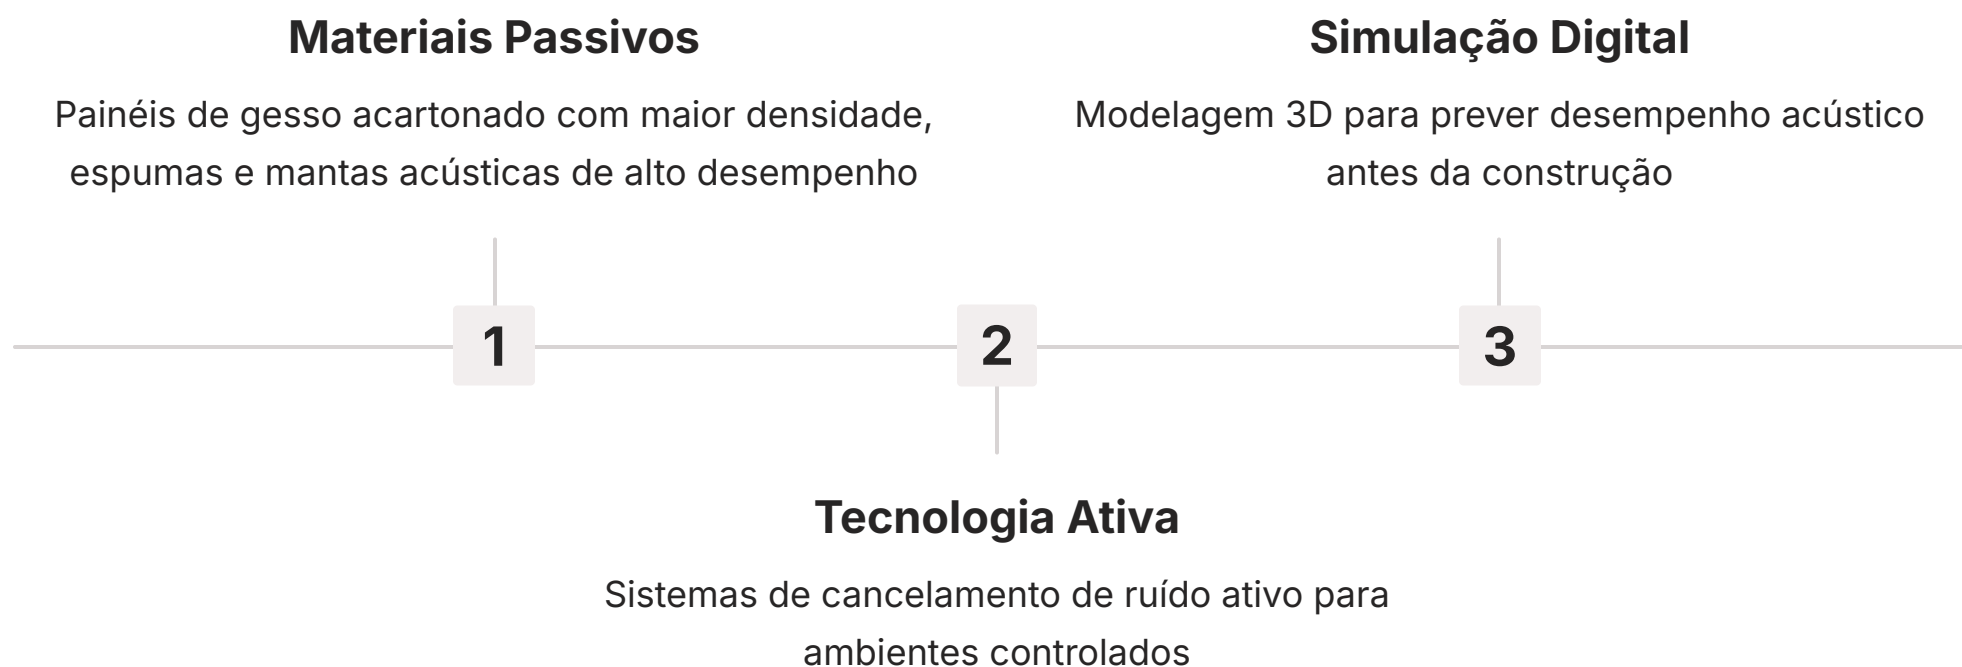 Materiais Passivos
Painéis de gesso acartonado com maior densidade,
espumas e mantas acústicas de alto desempenho
Simulação Digital
Modelagem 3D para prever desempenho acústico
antes da construção
1
2
3
Tecnologia Ativa
Sistemas de cancelamento de ruído ativo para
ambientes controlados